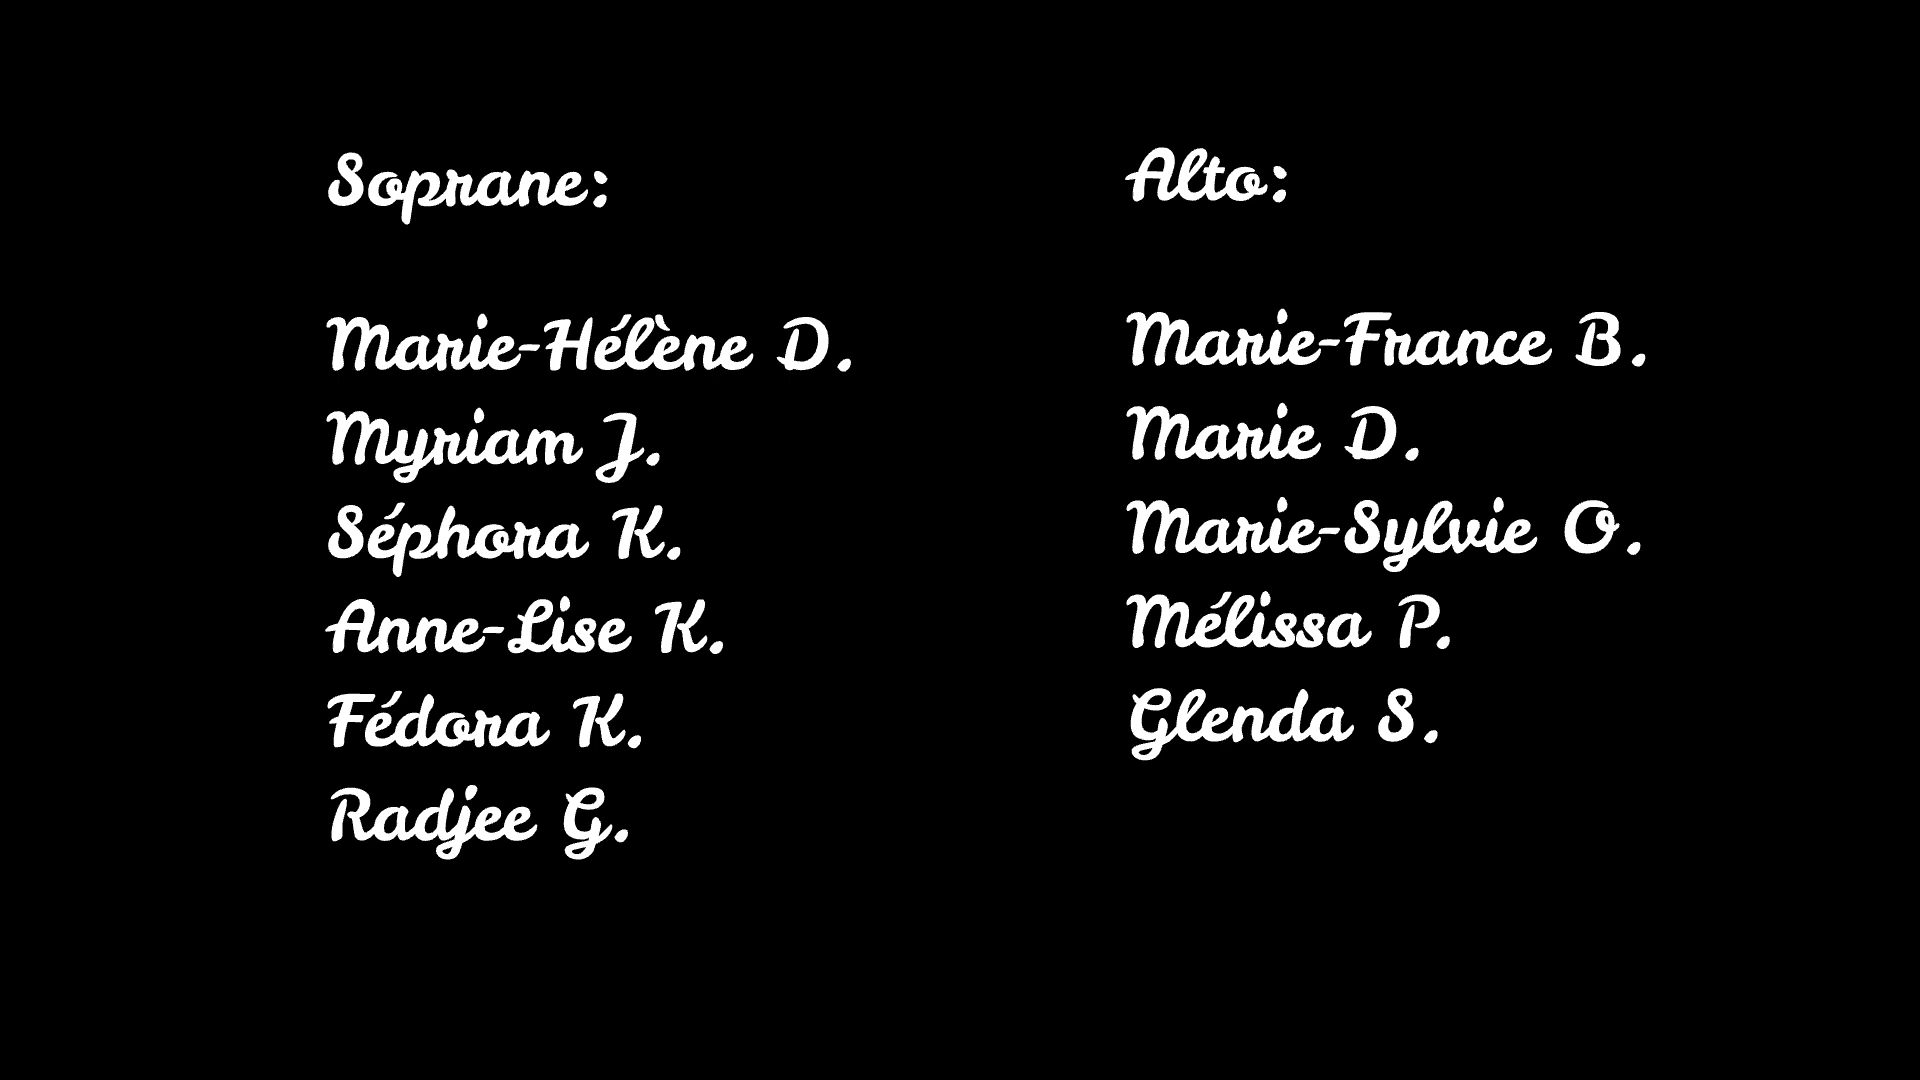 Soprane:
Marie-Hélène D.
Myriam J.
Séphora K.
Anne-Lise K.
Fédora K.
Radjee G.
Alto:
Marie-France B.
Marie D.
Marie-Sylvie O.
Mélissa P.
Glenda S.